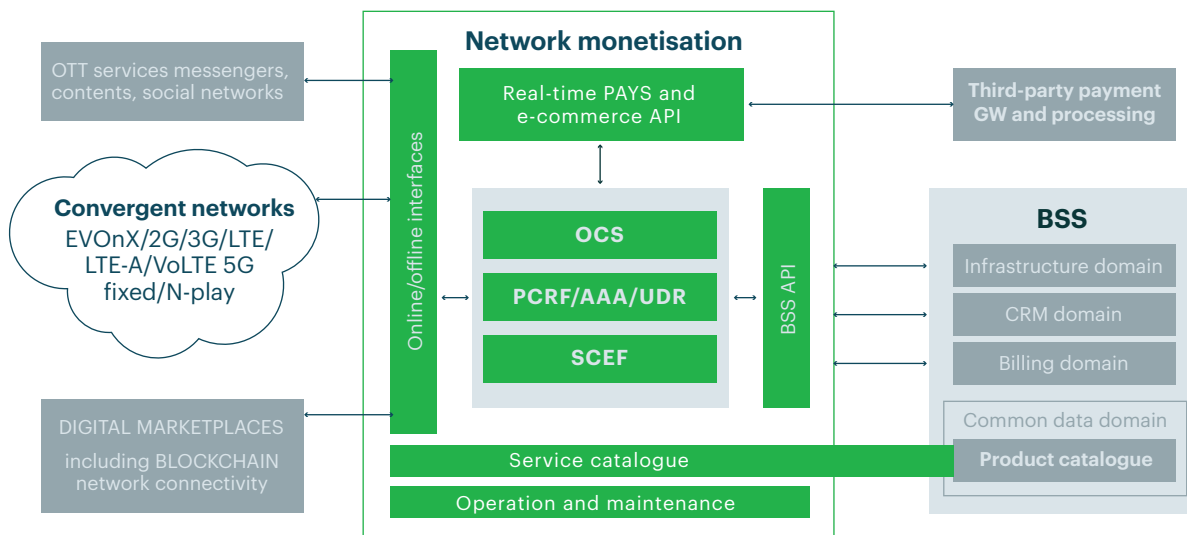 Network monetisation
OTT services messengers,
contents, social networks
Convergent networks
EVOnX/2G/3G/LTE/
LTE-A/VoLTE 5G
fixed/N-play
DIGITAL MARKETPLACES
including BLOCKCHAIN
network connectivity
Online/offline interfaces
Real-time PAYS and
e-commerce API
OCS
PCRF/AAA/UDR
SCEF
BSS API
Service catalogue
Operation and maintenance
Third-party payment
GW and processing
BSS
Infrastructure domain
CRM domain
Billing domain
Common data domain
Product catalogue